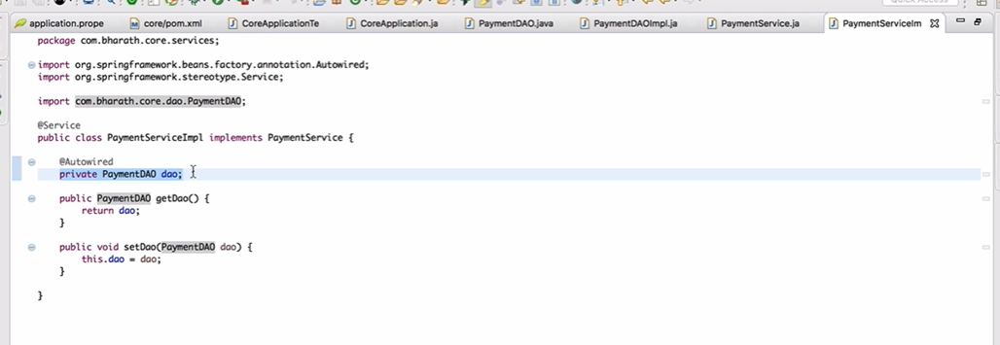 Quick Access
application.prope
core/pom.xml
CoreApplicationTe
CoreApplication.ja
PaymentDAO.java
PaymentDAOImpl.ja
PaymentService.ja
PaymentServiceIm
package com.bharath.core.services;
import org.springframework.beans.factory.annotation.Autowired;
import org.springframework.stereotype.Service;
import com.bharath.core.dao.PaymentDAO;
@Service
public class PaymentServiceImpl implements PaymentService {
@Autowired
private PaymentDAO dao;
public PaymentDAO getDao() {
return dao;
}
public void setDao(PaymentDAO dao) {
this.dao = dao;
}
}